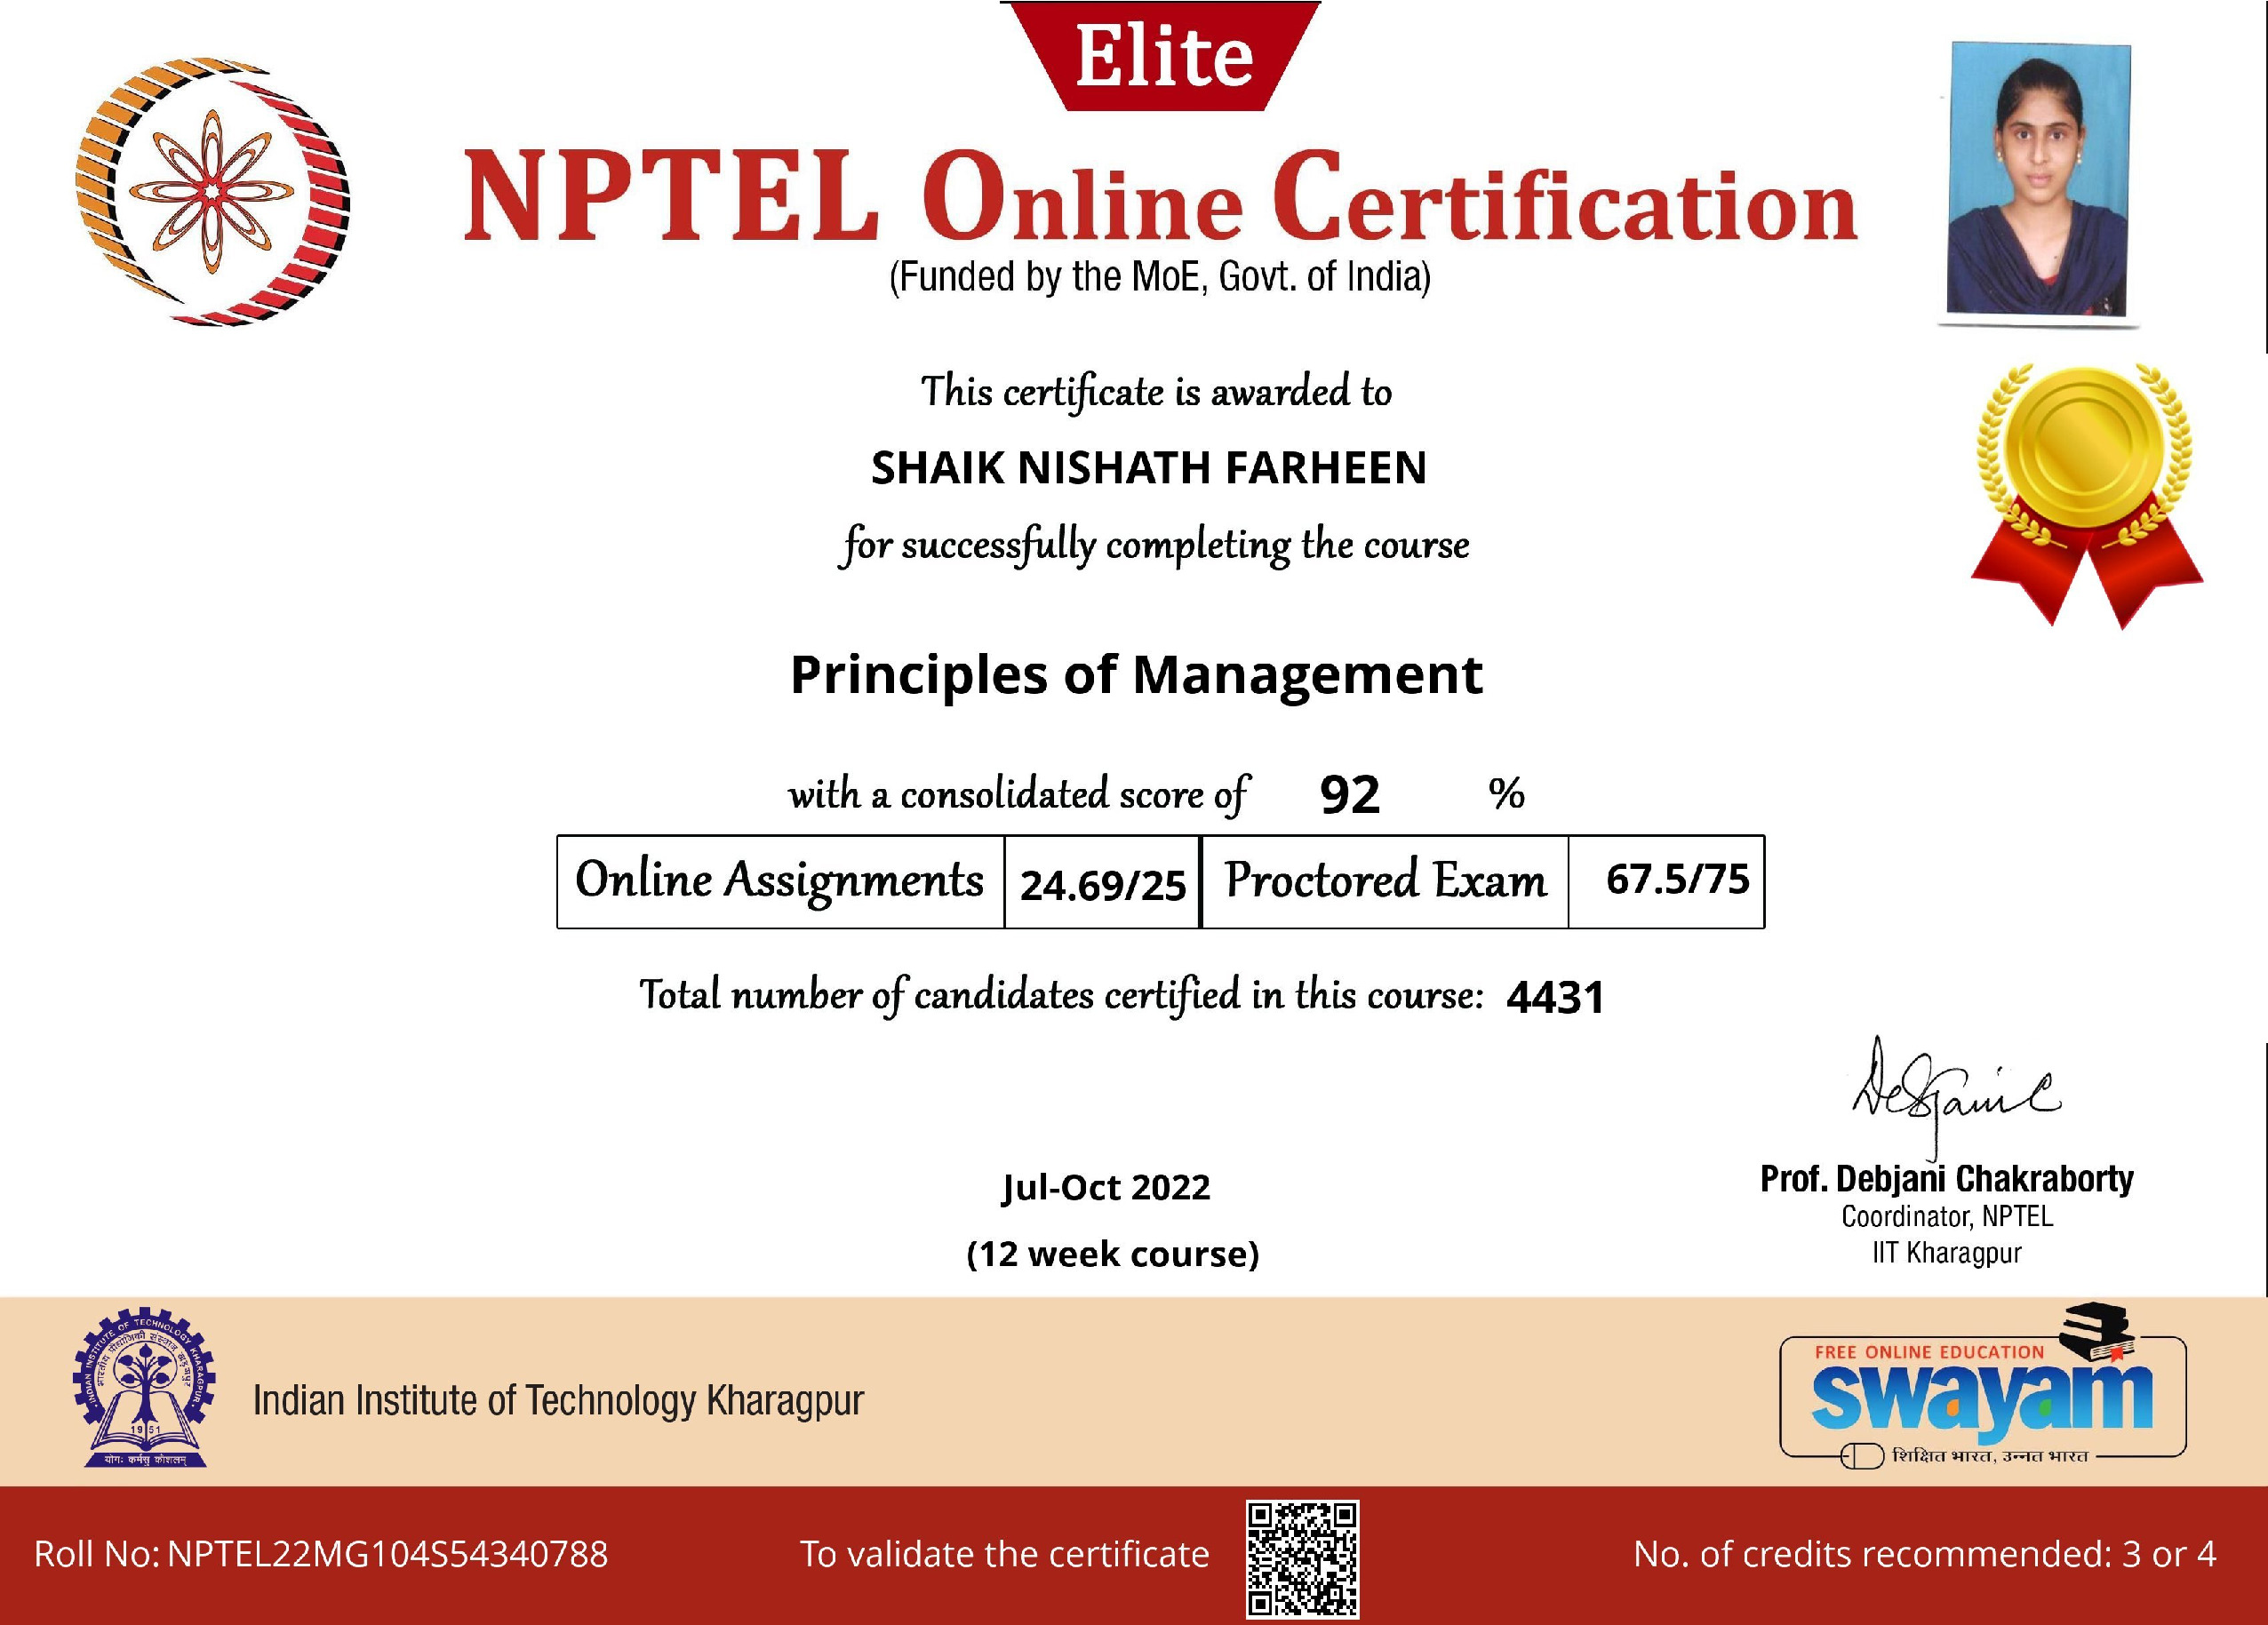 Elite
NPTEL Online Certification
(Funded by the MoE, Govt. of India)
This certificate is awarded to
SHAIK NISHATH FARHEEN
for successfully completing the course
Principles of Management
with a consolidated score of 92 %
Online Assignments 24.69/25 Proctored Exam 67.5/75
Total number of candidates certified in this course: 4431
Debjani C
Prof. Debjani Chakraborty
Coordinator, NPTEL
IIT Kharagpur
Jul-Oct 2022
(12 week course)
INDIAN INSTITUTE OF TECHNOLOGY KHARAGPUR
भारतीय प्रौद्योगिकी संस्थान खड़गपुर
1951
योगः कर्मसु कौशलम्
Indian Institute of Technology Kharagpur
FREE ONLINE EDUCATION
swayam
शिक्षित भारत, उन्नत भारत
Roll No: NPTEL22MG104S54340788
To validate the certificate
No. of credits recommended: 3 or 4